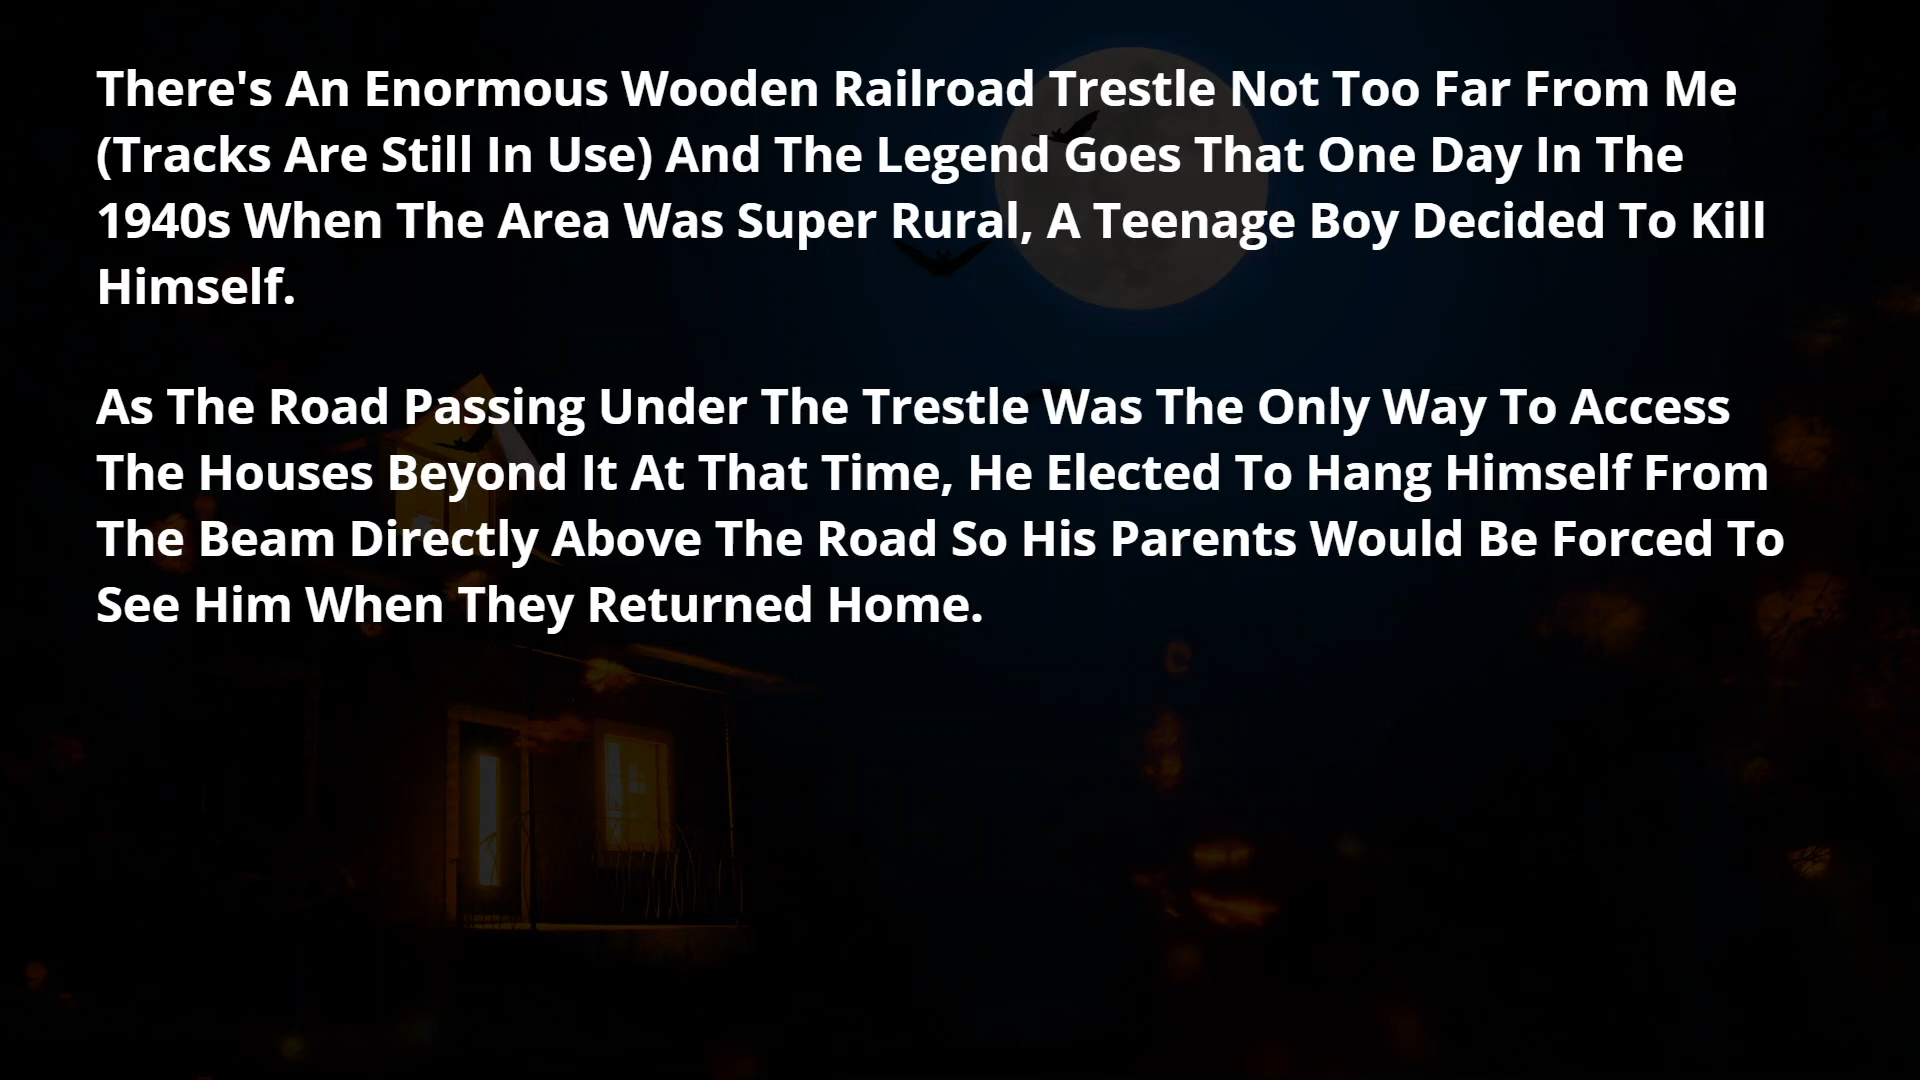 There's An Enormous Wooden Railroad Trestle Not Too Far From Me
(Tracks Are Still In Use) And The Legend Goes That One Day In The
1940s When The Area Was Super Rural, A Teenage Boy Decided To Kill
Himself.
As The Road Passing Under The Trestle Was The Only Way To Access
The Houses Beyond It At That Time, He Elected To Hang Himself From
The Beam Directly Above The Road So His Parents Would Be Forced To
See Him When They Returned Home.